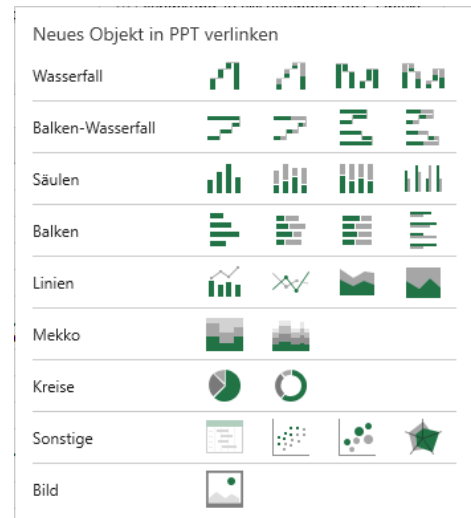 Neues Objekt in PPT verlinken
Wasserfall
Balken-Wasserfall
Säulen
Balken
Linien
Mekko
Kreise
Sonstige
Bild